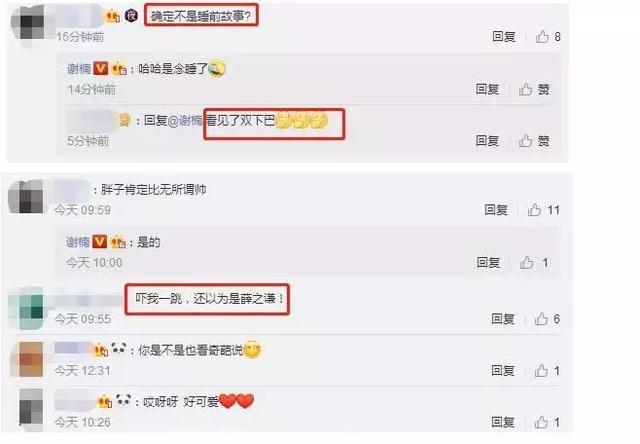 夜
: 确定不是睡前故事?
16分钟前
回复
8
谢楠 V : 哈哈是念睡了
14分钟前
回复
赞
: 回复@谢楠:看见了双下巴
5分钟前
回复
赞
: 胖子肯定比无所谓帅
今天 09:59
回复
11
谢楠 V : 是的
今天 10:00
回复
1
吓我一跳，还以为是薛之谦！
今天 09:55
回复
6
: 你是不是也看奇葩说
今天 12:31
回复
1
: 哎呀呀 好可爱
今天 10:26
回复
1